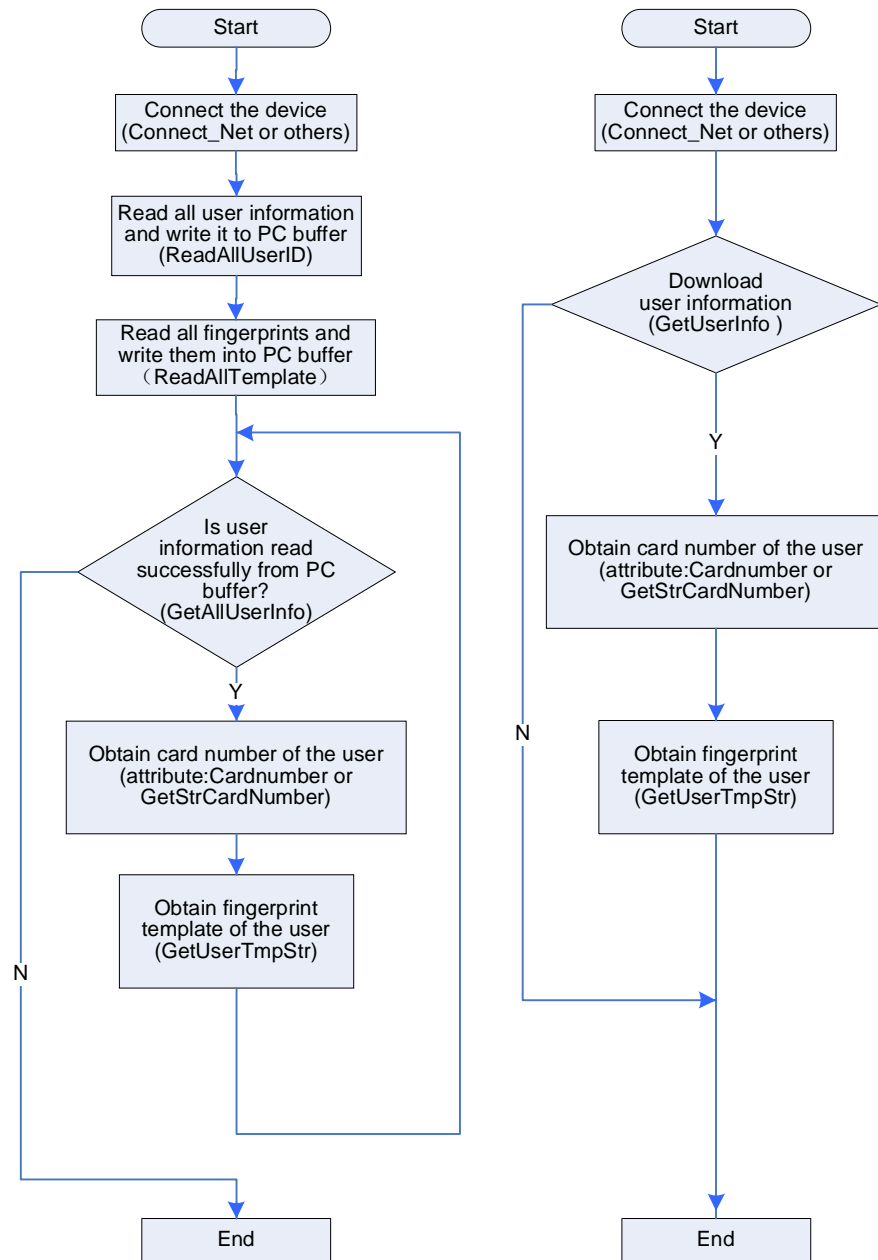 Start
Connect the device
(Connect_Net or others)
Read all user information
and write it to PC buffer
(ReadAllUserID)
Read all fingerprints and
write them into PC buffer
（ReadAllTemplate）
Is user
information read
successfully from PC
buffer?
(GetAllUserInfo)
Y
Obtain card number of the user
(attribute:Cardnumber or
GetStrCardNumber)
Obtain fingerprint
template of the user
(GetUserTmpStr)
N
End
Start
Connect the device
(Connect_Net or others)
Download
user information
(GetUserInfo )
Y
Obtain card number of the user
(attribute:Cardnumber or
GetStrCardNumber)
N
Obtain fingerprint
template of the user
(GetUserTmpStr)
End